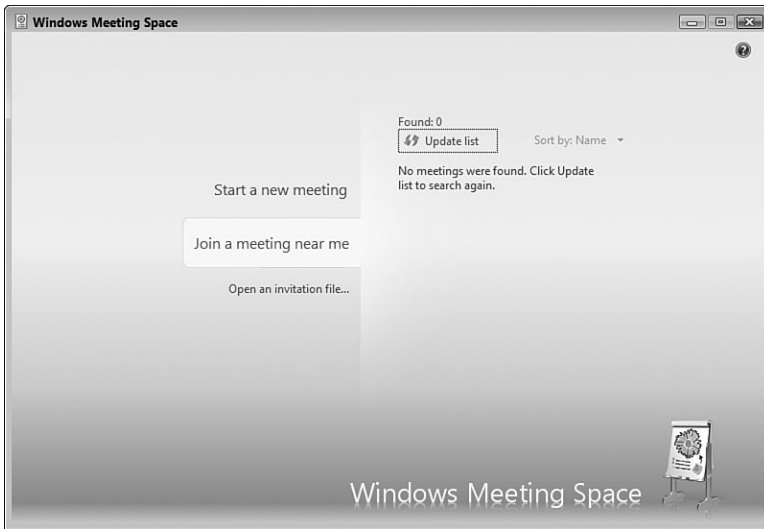 Windows Meeting Space
Found: 0
Update list
Sort by: Name
No meetings were found. Click Update
list to search again.
Start a new meeting
Join a meeting near me
Open an invitation file...
Windows Meeting Space